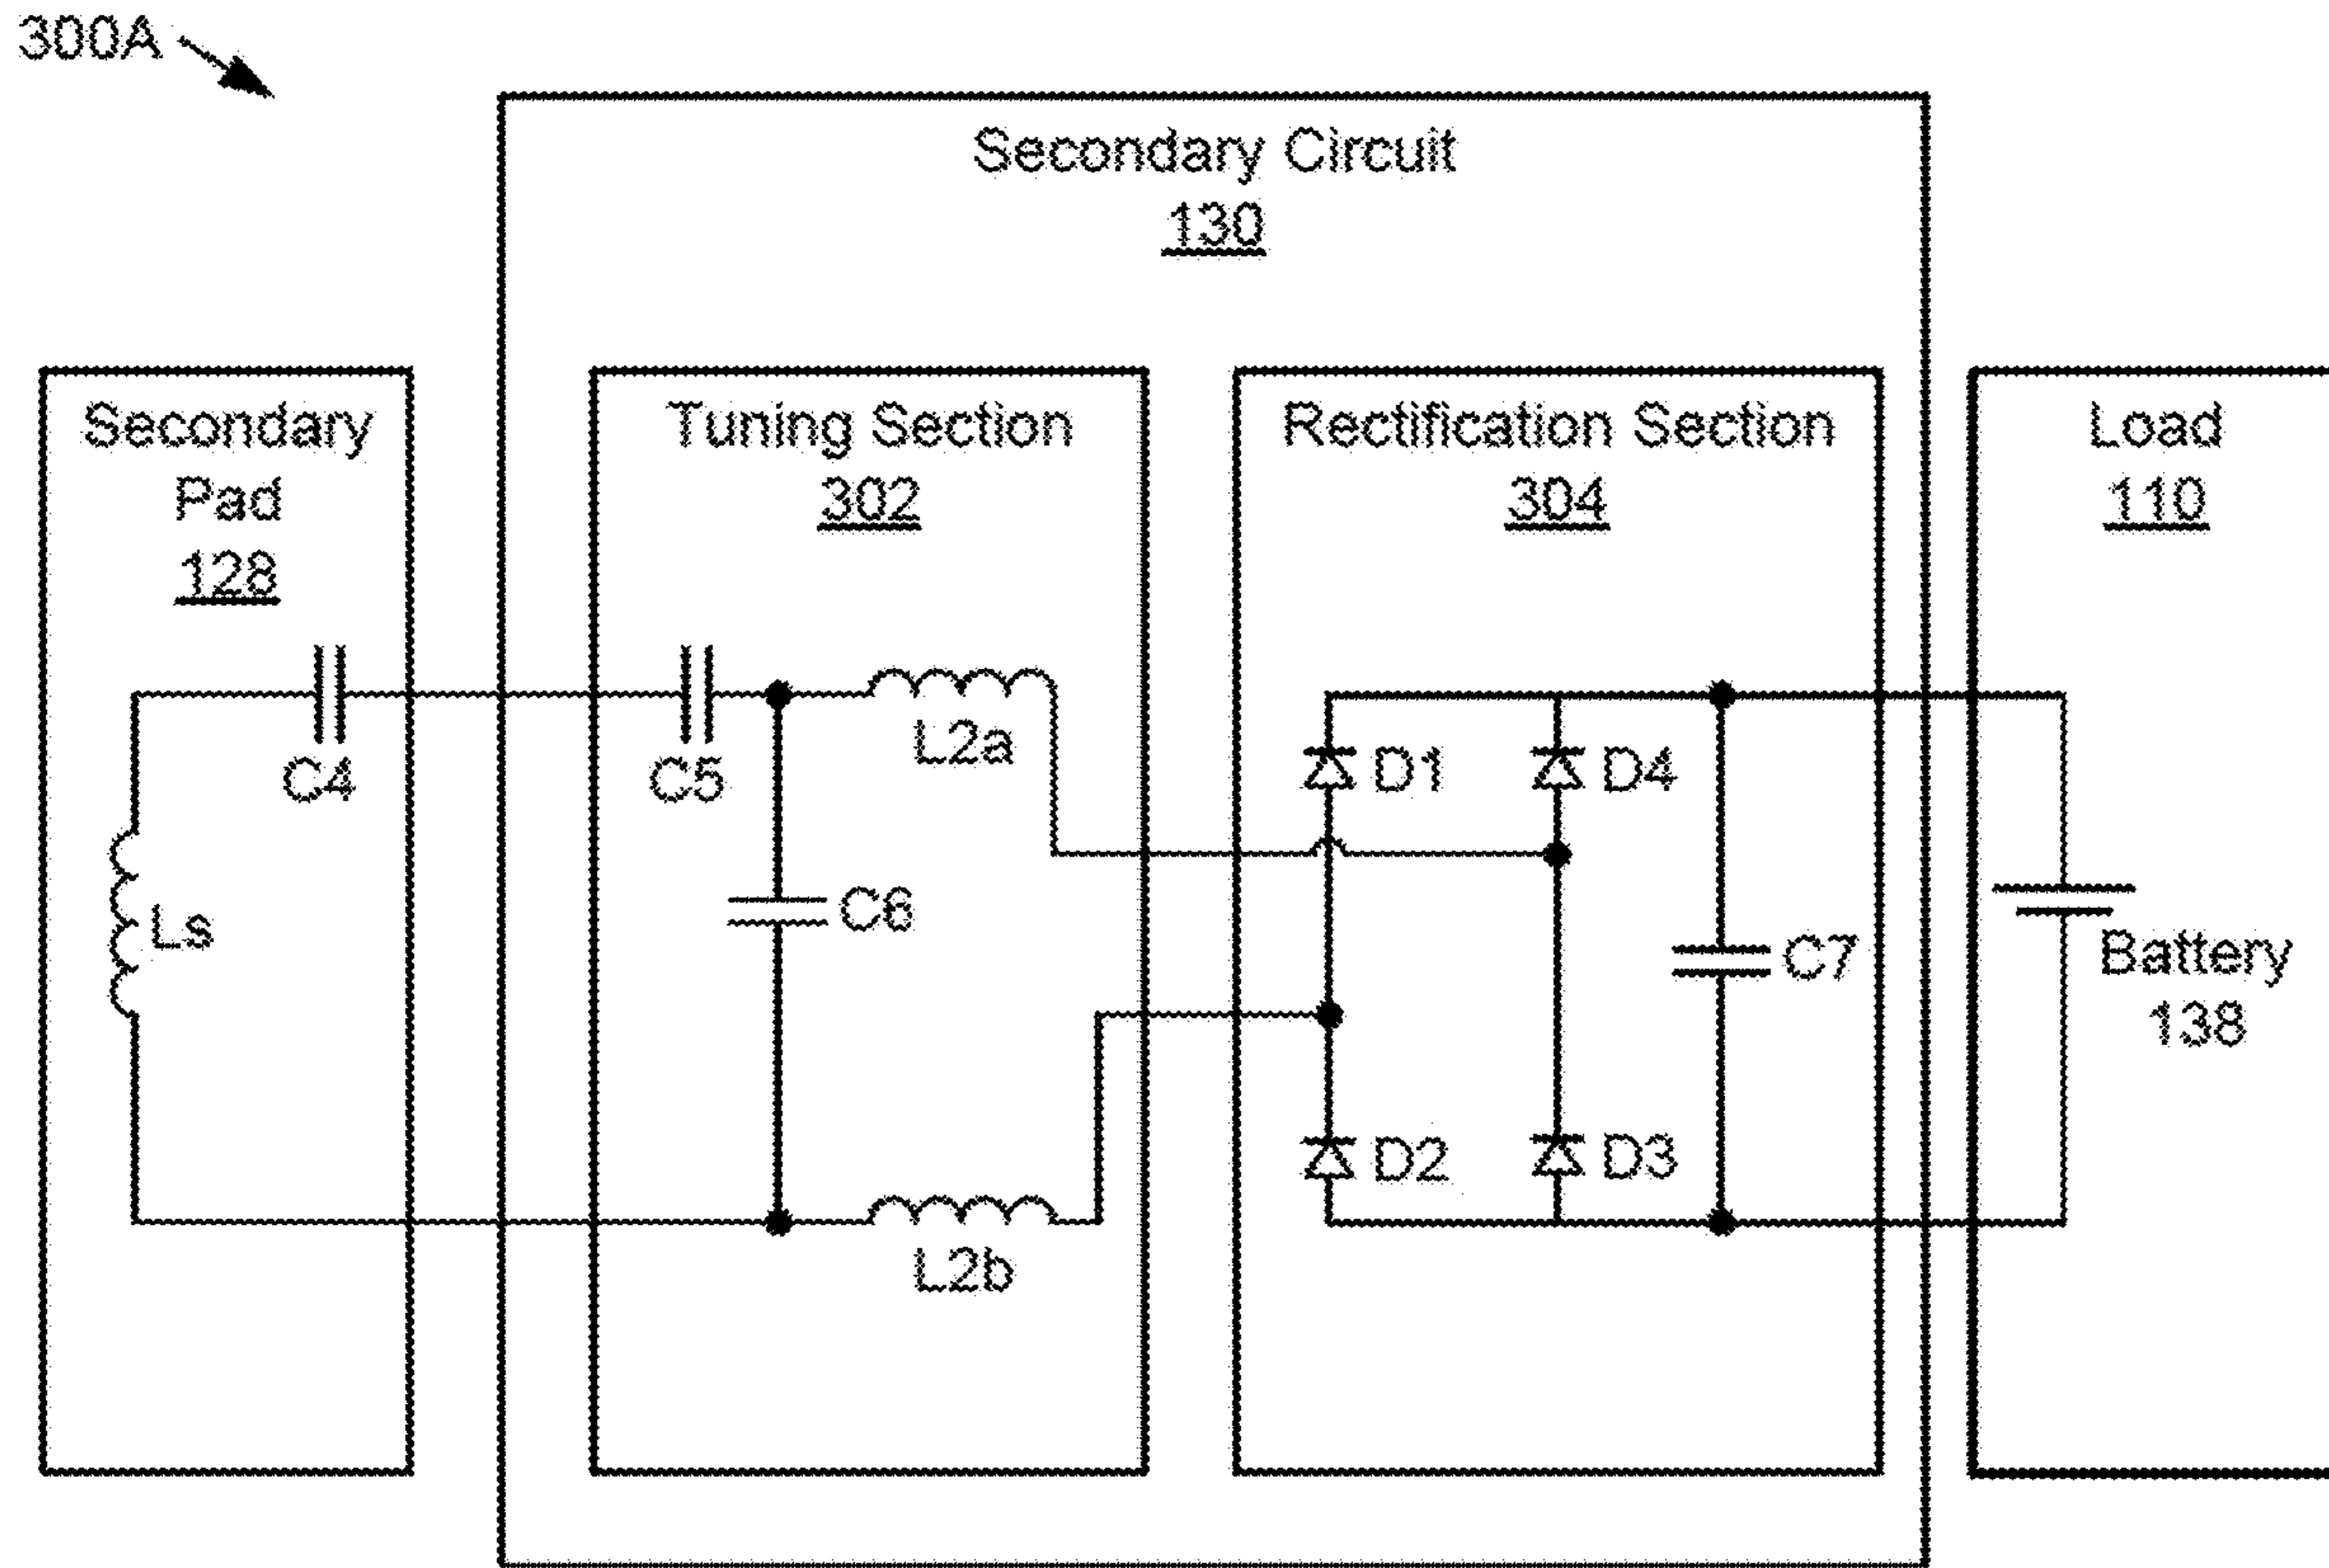 300A
Secondary Circuit
130
Secondary
Pad
128
Tuning Section
302
Rectification Section
304
Load
110
C4
C5
L2a
D1
D4
Ls
C6
C7
Battery
138
D2
D3
L2b